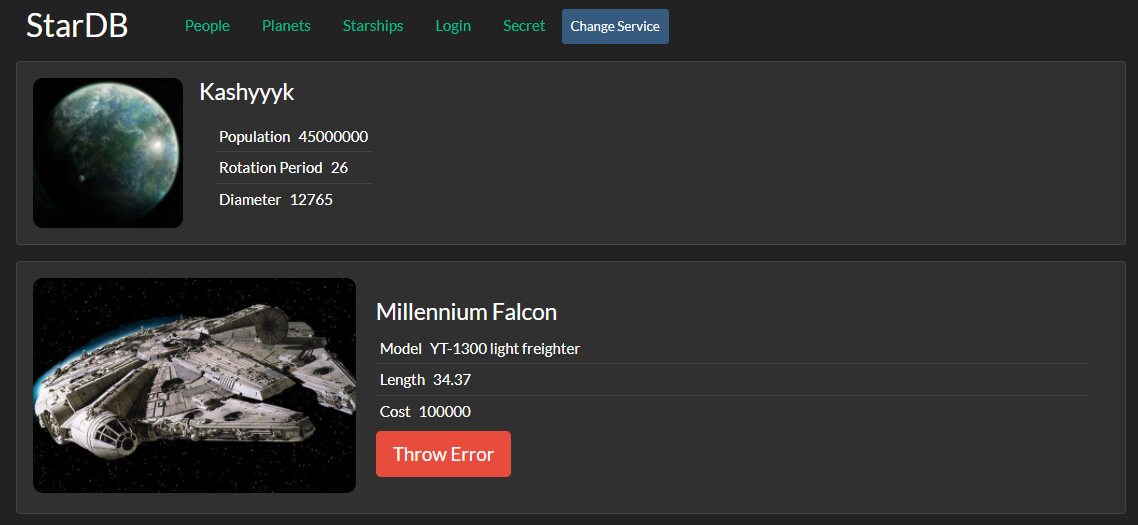 StarDB People Planets Starships Login Secret Change Service
Kashyyyk
Population 45000000
Rotation Period 26
Diameter 12765
Millennium Falcon
Model YT-1300 light freighter
Length 34.37
Cost 100000
Throw Error